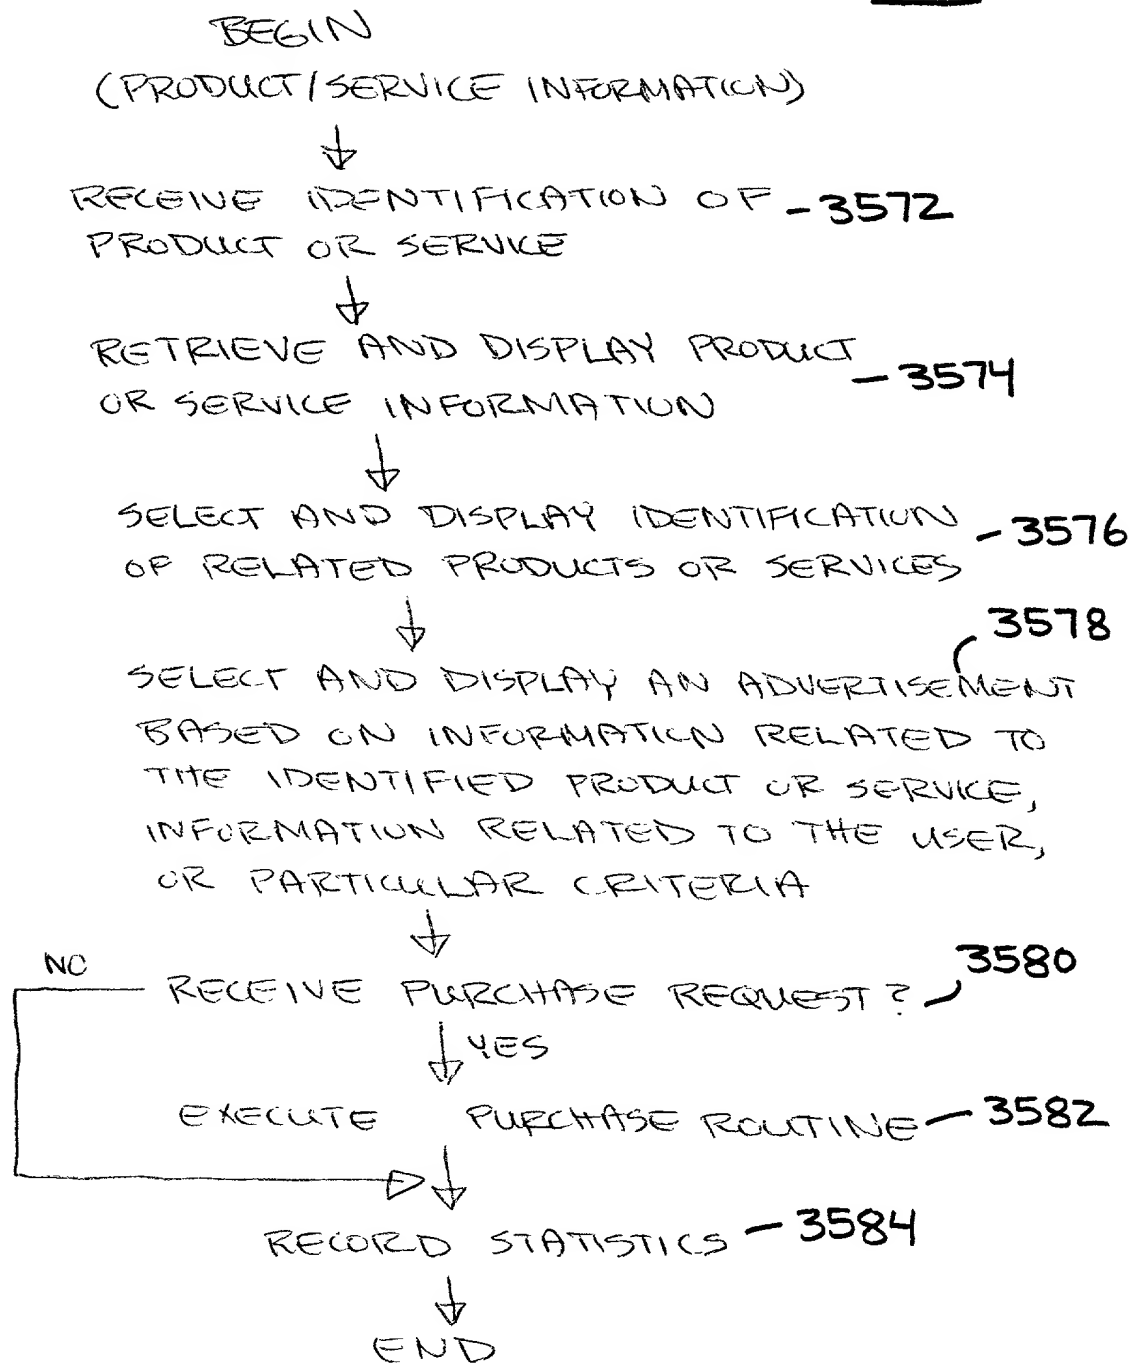 BEGIN
(PRODUCT/SERVICE INFORMATION)
RECEIVE IDENTIFICATION OF - 3572
PRODUCT OR SERVICE
RETRIEVE AND DISPLAY PRODUCT
- 3574
OR SERVICE INFORMATION
SELECT AND DISPLAY IDENTIFICATION
- 3576
OF RELATED PRODUCTS OR SERVICES
3578
SELECT AND DISPLAY AN ADVERTISEMENT
BASED ON INFORMATION RELATED TO
THE IDENTIFIED PRODUCT OR SERVICE,
INFORMATION RELATED TO THE USER,
OR PARTICULAR CRITERIA
NO
RECEIVE PURCHASE REQUEST? 3580
YES
EXECUTE PURCHASE ROUTINE - 3582
RECORD STATISTICS - 3584
END